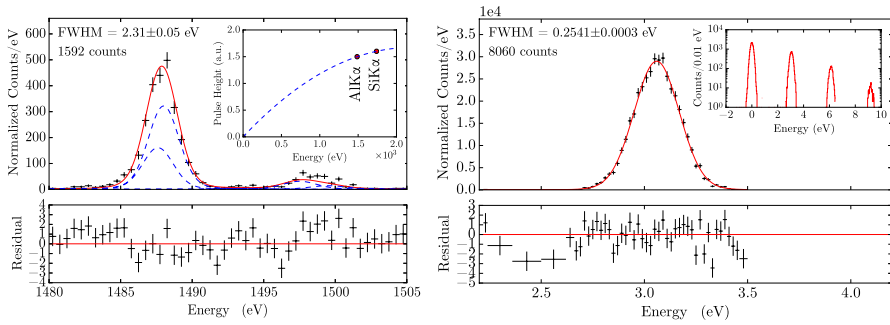 FWHM = 2.31±0.05 eV
1592 counts
Normalized Counts/eV
600
500
400
300
200
100
0
Pulse Height (a.u.)
2.0
1.5
1.0
0.5
0.0
0.0 0.5 1.0 1.5 2.0
×10³
Energy (eV)
AlKα
SiKα
Residual
4
3
2
1
0
−1
−2
−3
−4
1480 1485 1490 1495 1500 1505
Energy (eV)
1e4
FWHM = 0.2541±0.0003 eV
8060 counts
Normalized Counts/eV
3.5
3.0
2.5
2.0
1.5
1.0
0.5
0.0
Counts/0.01 eV
10⁴
10³
10²
10¹
10⁰
−2 0 2 4 6 8 10
Energy (eV)
Residual
3
2
1
0
−1
−2
−3
−4
−5
2.5 3.0 3.5 4.0
Energy (eV)